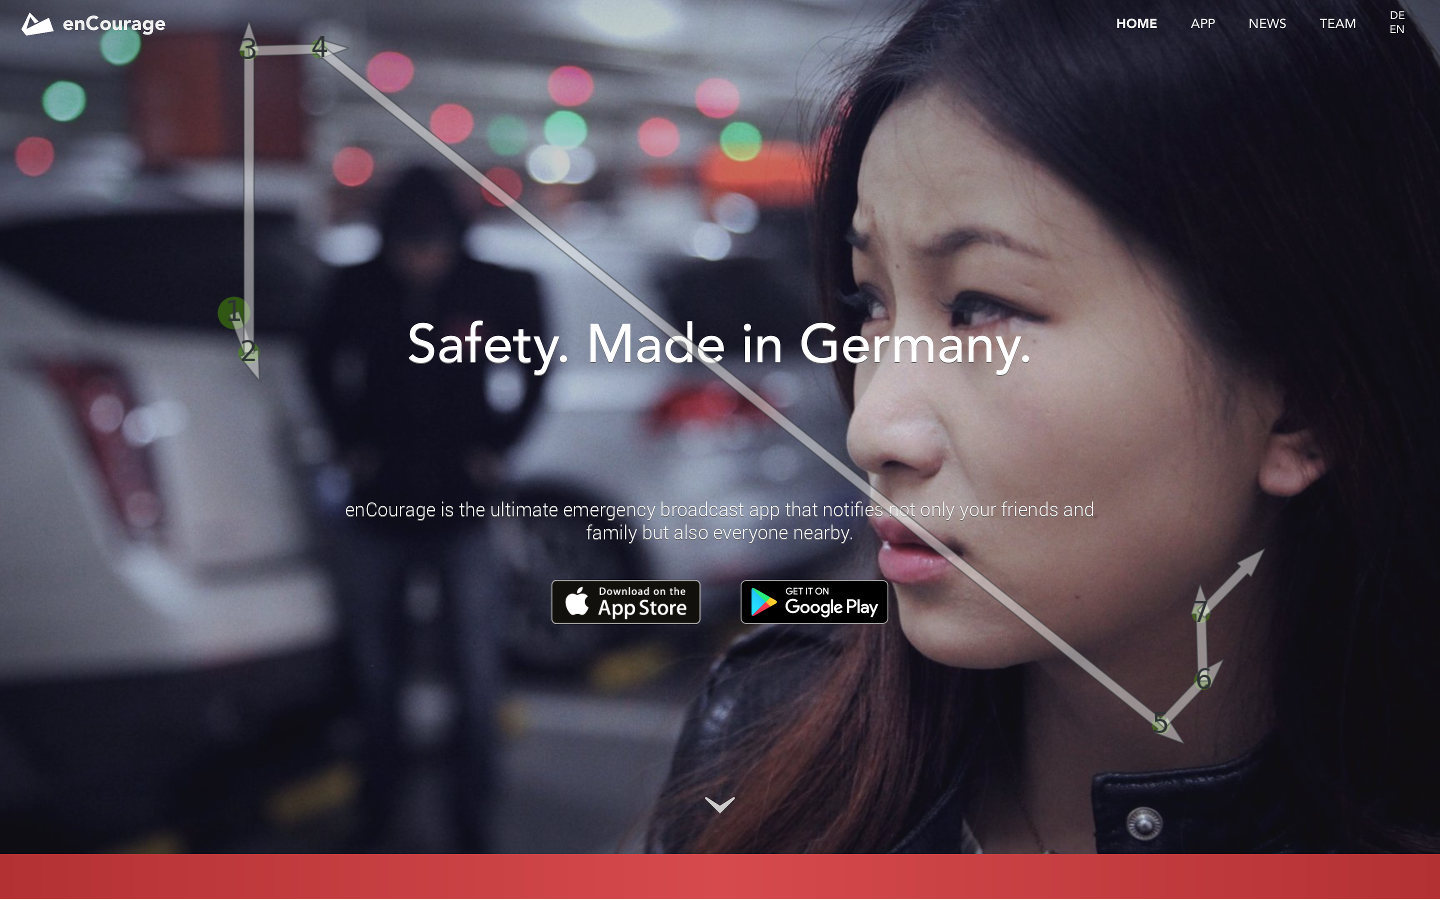 enCourage
HOME
APP
NEWS
TEAM
DE
EN
3
4
1
2
Safety. Made in Germany.
enCourage is the ultimate emergency broadcast app that notifies not only your friends and
family but also everyone nearby.
Download on the
App Store
GET IT ON
Google Play
7
6
5